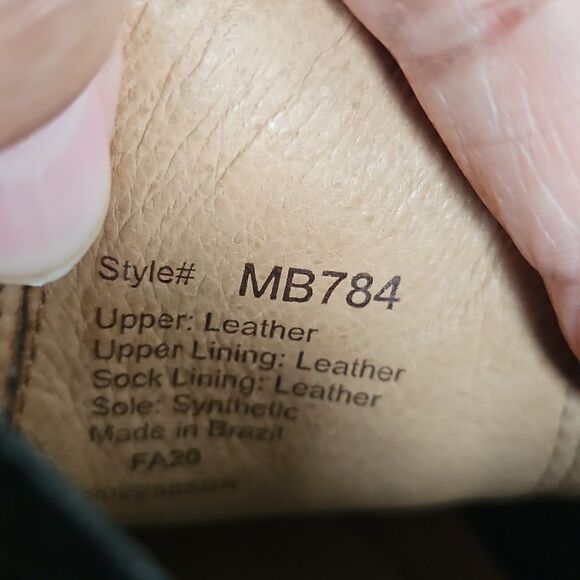 Style# MB784
Upper: Leather
Upper Lining: Leather
Sock Lining: Leather
Sole: Synthetic
Made in Brazil
FA20